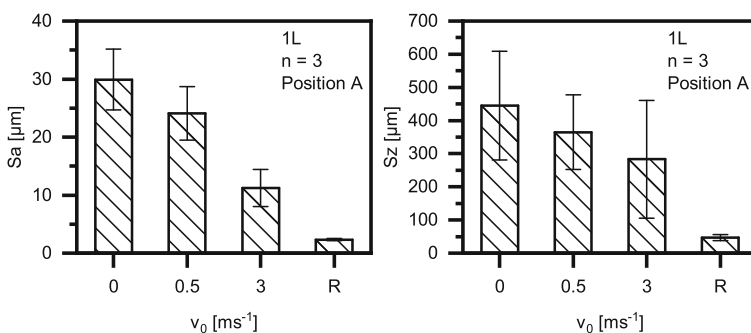 40
30
20
10
0
Sa [µm]
1L
n = 3
Position A
0 0.5 3 R
v₀ [ms⁻¹]
700
600
500
400
300
200
100
0
Sz [µm]
1L
n = 3
Position A
0 0.5 3 R
v₀ [ms⁻¹]